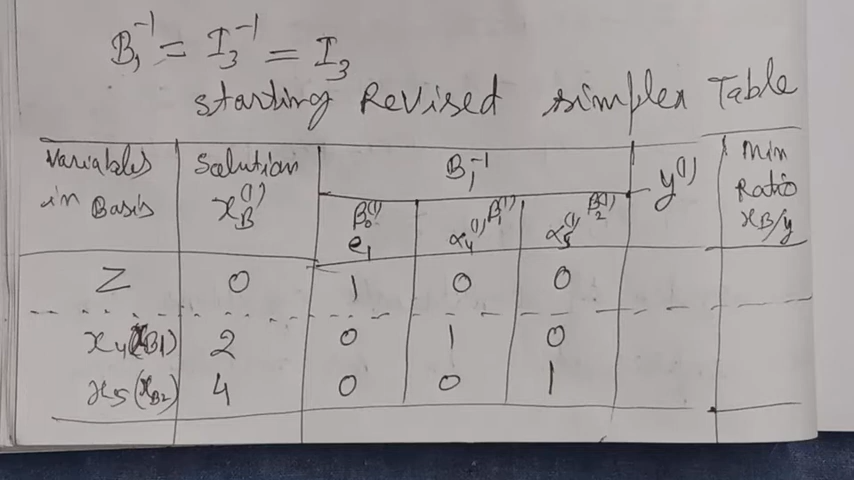 B₁⁻¹ = I₃⁻¹ = I₃
starting Revised simplex Table
Variables in Basis | Solution x_B⁽¹⁾ | B₁⁻¹ | y⁽¹⁾ | Min Ratio x_B/y
β₀⁽¹⁾ e₁ | β₁⁽¹⁾ α₄⁽¹⁾ | β₂⁽¹⁾ α₅⁽¹⁾
Z | 0 | 1 | 0 | 0
x₄(x_B1) | 2 | 0 | 1 | 0
x₅(x_B2) | 4 | 0 | 0 | 1